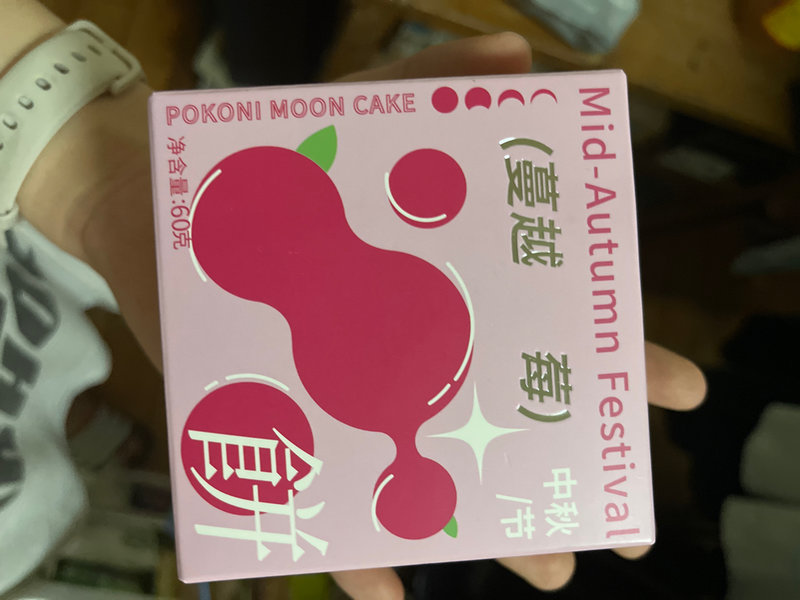 Mid-Autumn Festival
(蔓越 莓)
中秋
/节
POKONI MOON CAKE
净含量:60克
餅